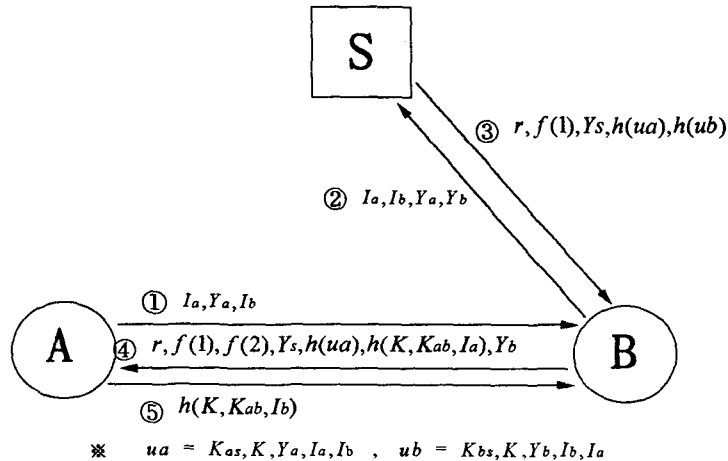 S
③ r, f(1), Ys, h(ua), h(ub)
② Ia, Ib, Ya, Yb
① Ia, Ya, Ib
A
④ r, f(1), f(2), Ys, h(ua), h(K, Kab, Ia), Yb
B
⑤ h(K, Kab, Ib)
※ ua = Kas, K, Ya, Ia, Ib , ub = Kbs, K, Yb, Ib, Ia